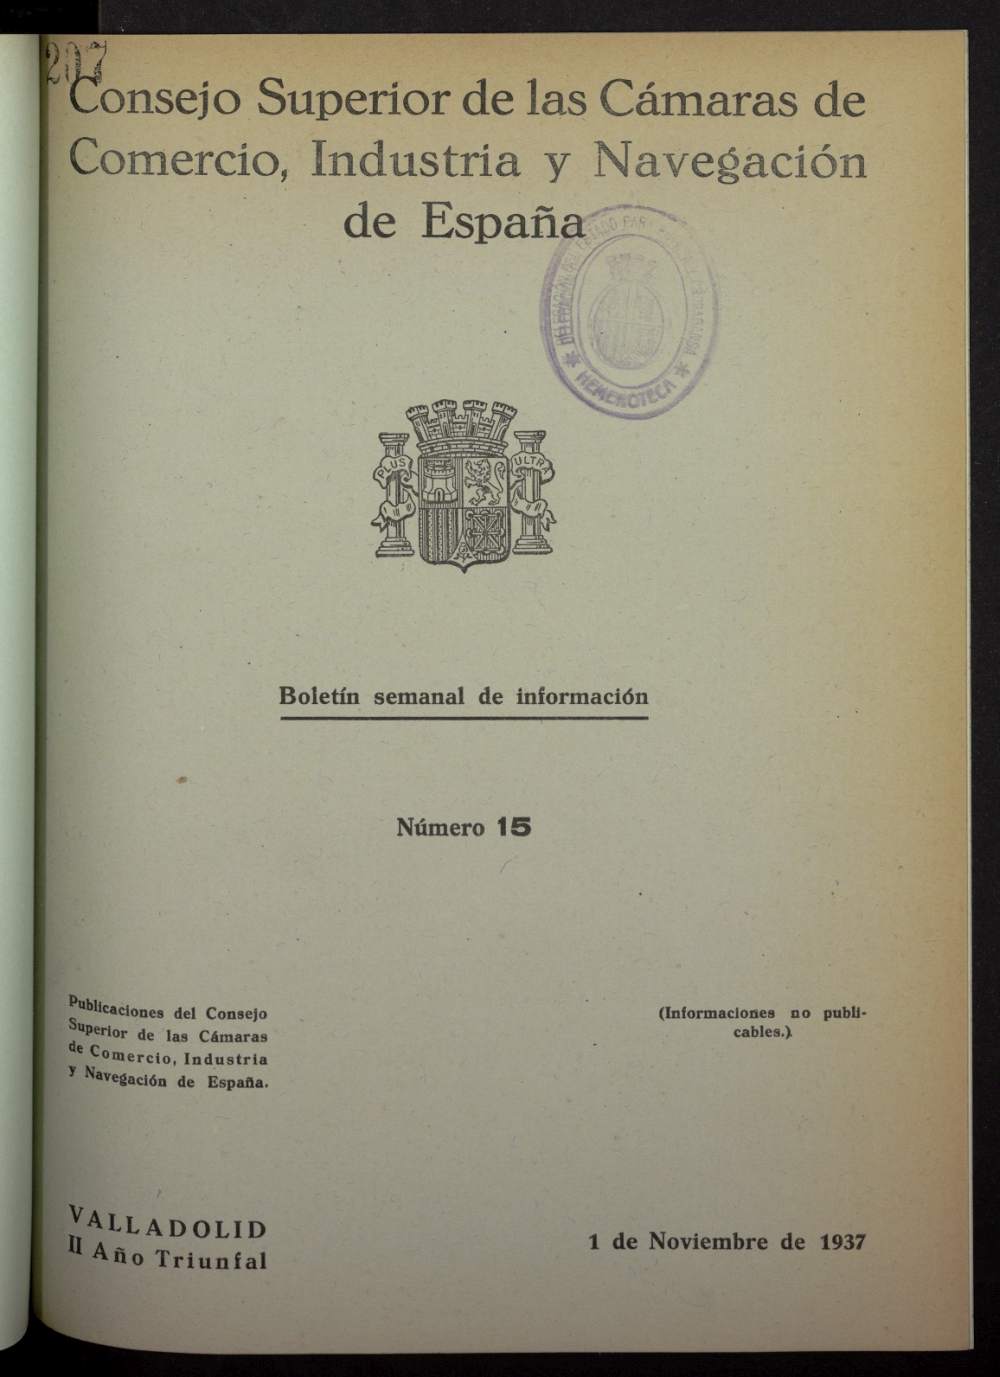 207
Consejo Superior de las Cámaras de
Comercio, Industria y Navegación
de España
HEMEROTECA
PLUS ULTRA
Boletín semanal de información
Número 15
Publicaciones del Consejo
Superior de las Cámaras
de Comercio, Industria
y Navegación de España.
(Informaciones no publi-
cables.)
VALLADOLID
II Año Triunfal
1 de Noviembre de 1937